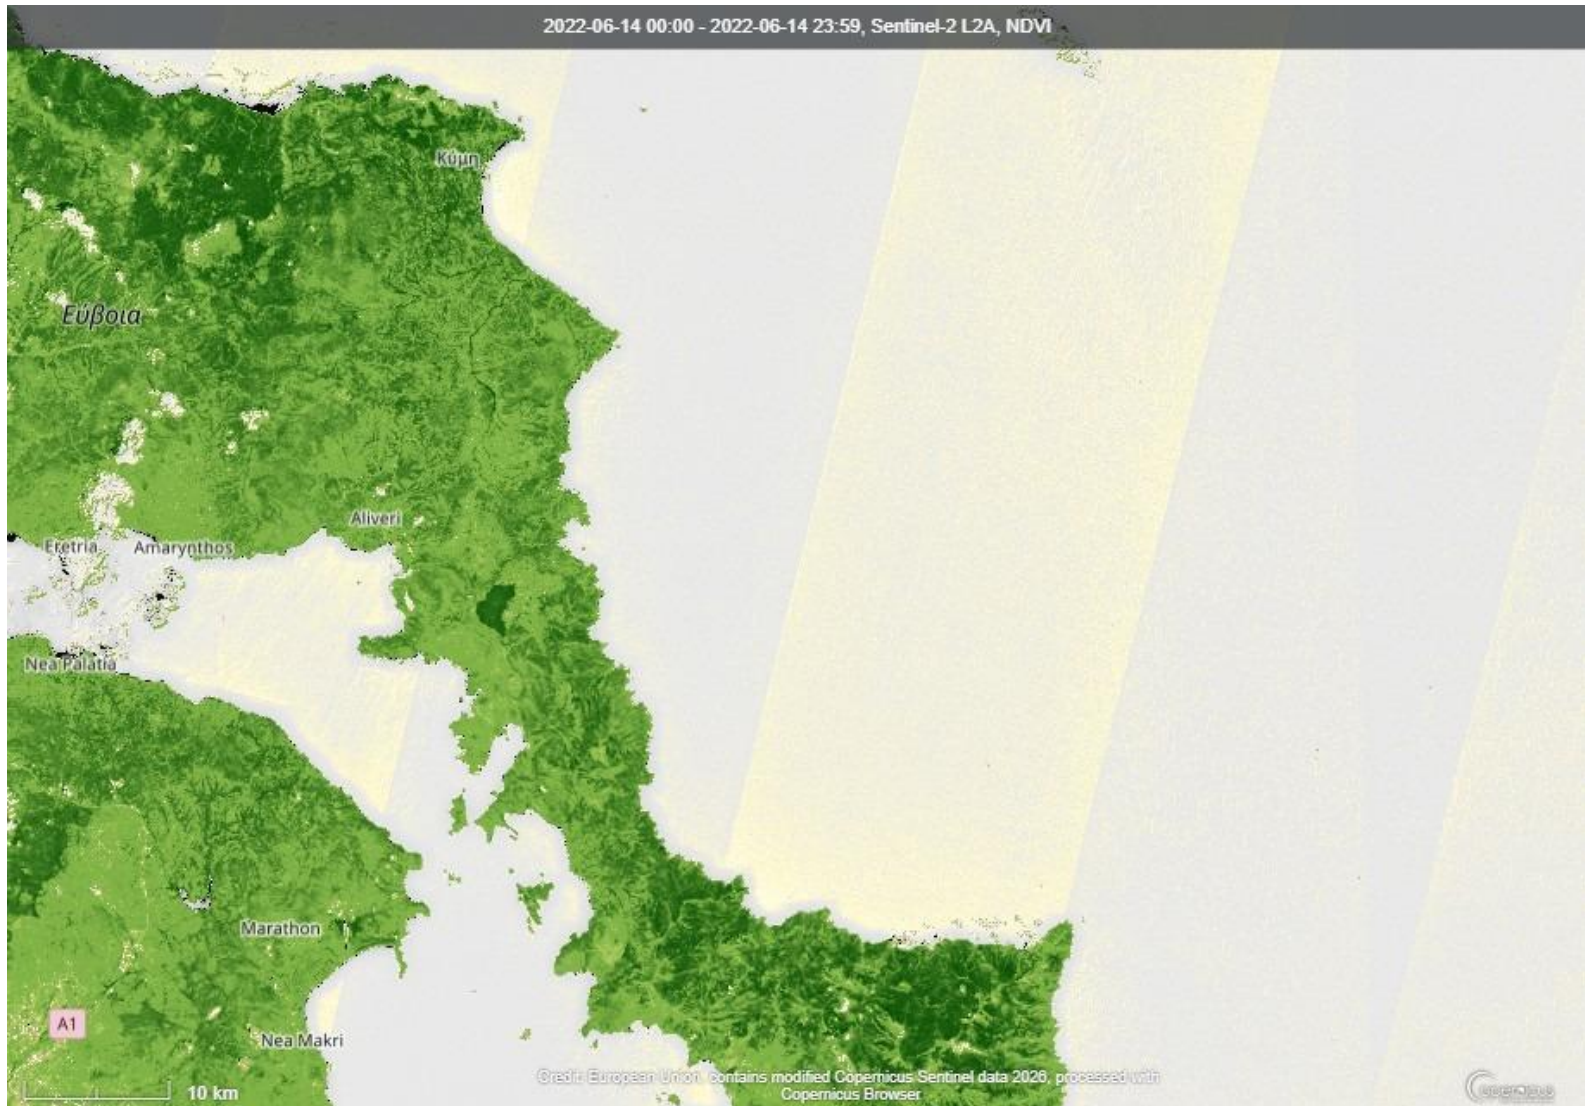 2022-06-14 00:00 - 2022-06-14 23:59, Sentinel-2 L2A, NDVI
Κύμη
Εύβοια
Aliveri
Eretria
Amarynthos
Nea Palatia
Marathon
A1
Nea Makri
10 km
Credit: European Union, contains modified Copernicus Sentinel data 2026, processed with
Copernicus Browser
opernicus